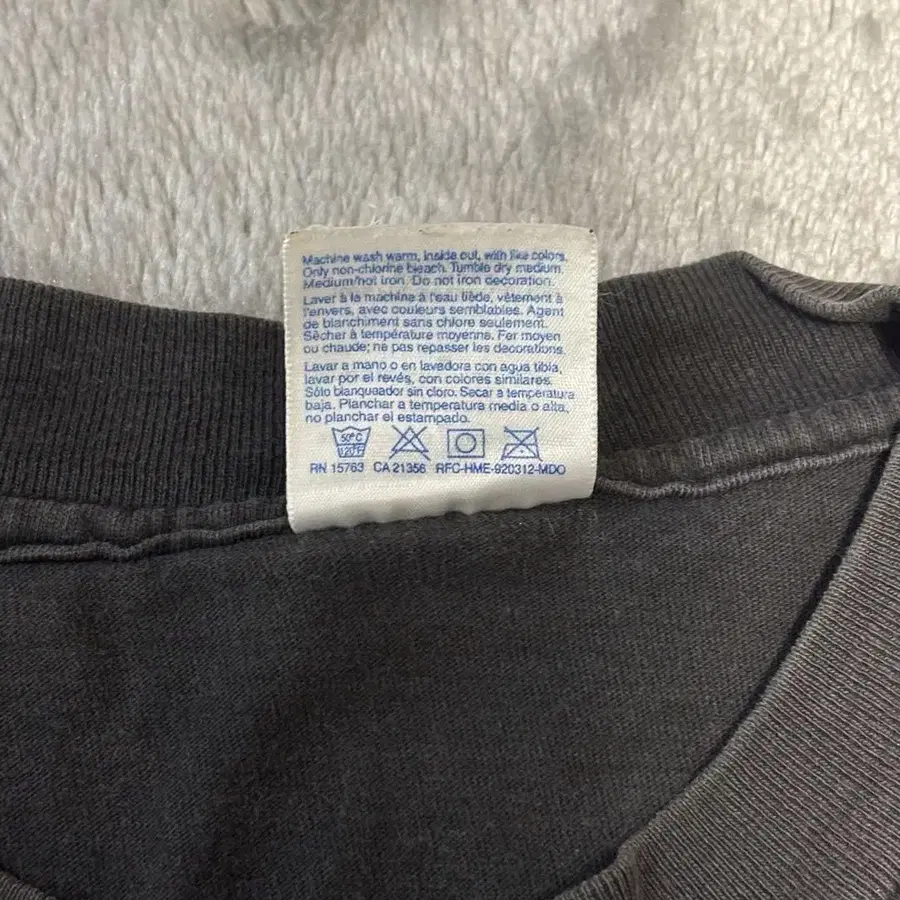 Machine wash warm, inside out, with like colors.
Only non-chlorine bleach. Tumble dry medium.
Medium/hot iron. Do not iron decoration.
Laver à la machine à l'eau tiède, vêtement à
l'envers, avec couleurs semblables. Agent
de blanchiment sans chlore seulement.
Sécher à température moyenne. Fer moyen
ou chaude; ne pas repasser les decorations.
Lavar a mano o en lavadora con agua tibia,
lavar por el revés, con colores similares.
Sólo blanqueador sin cloro. Secar a temperatura
baja. Planchar a temperatura media o alta,
no planchar el estampado.
50°C
120°F
RN 15763 CA 21356 RFC-HME-920312-MDO